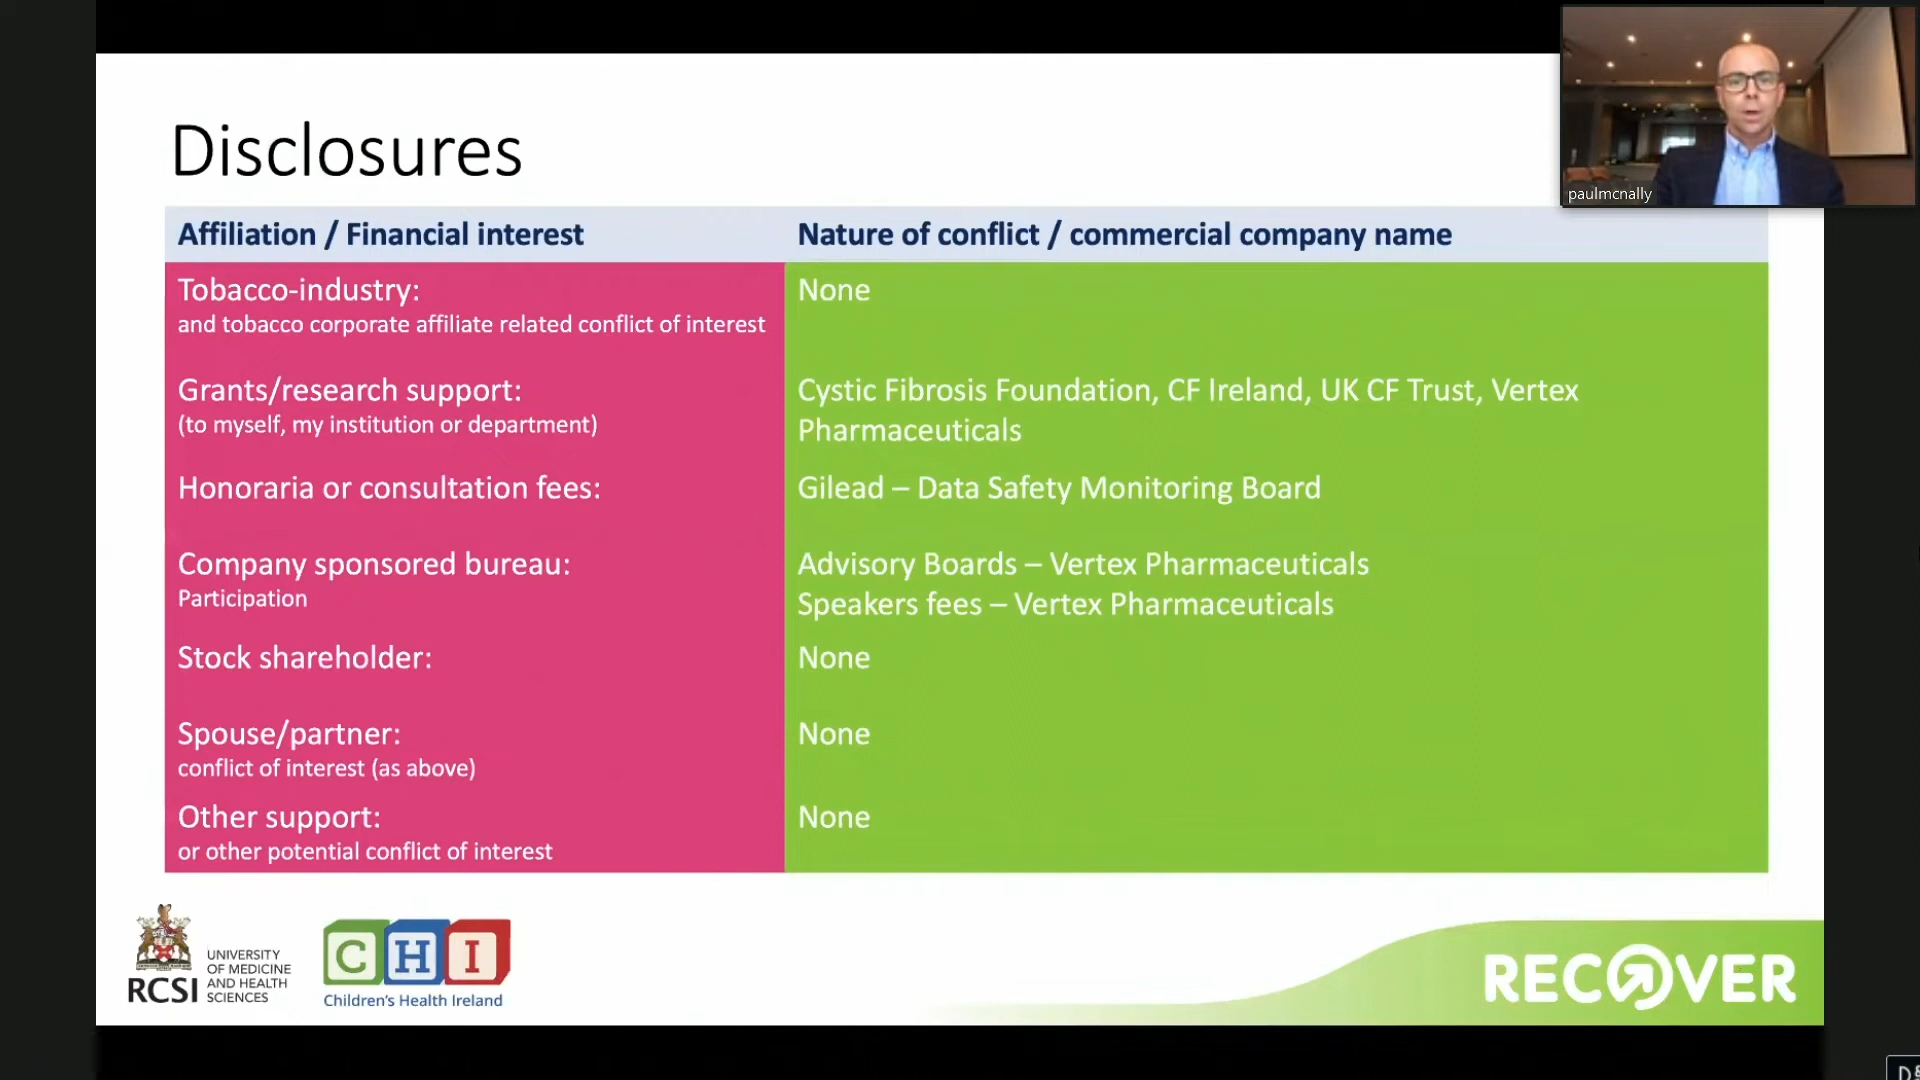 Disclosures
paulmcnally
Affiliation / Financial interest
Nature of conflict / commercial company name
Tobacco-industry:
and tobacco corporate affiliate related conflict of interest
None
Grants/research support:
(to myself, my institution or department)
Cystic Fibrosis Foundation, CF Ireland, UK CF Trust, Vertex
Pharmaceuticals
Honoraria or consultation fees:
Gilead – Data Safety Monitoring Board
Company sponsored bureau:
Participation
Advisory Boards – Vertex Pharmaceuticals
Speakers fees – Vertex Pharmaceuticals
Stock shareholder:
None
Spouse/partner:
conflict of interest (as above)
None
Other support:
or other potential conflict of interest
None
RCSI
UNIVERSITY
OF MEDICINE
AND HEALTH
SCIENCES
CHI
Children's Health Ireland
RECOVER